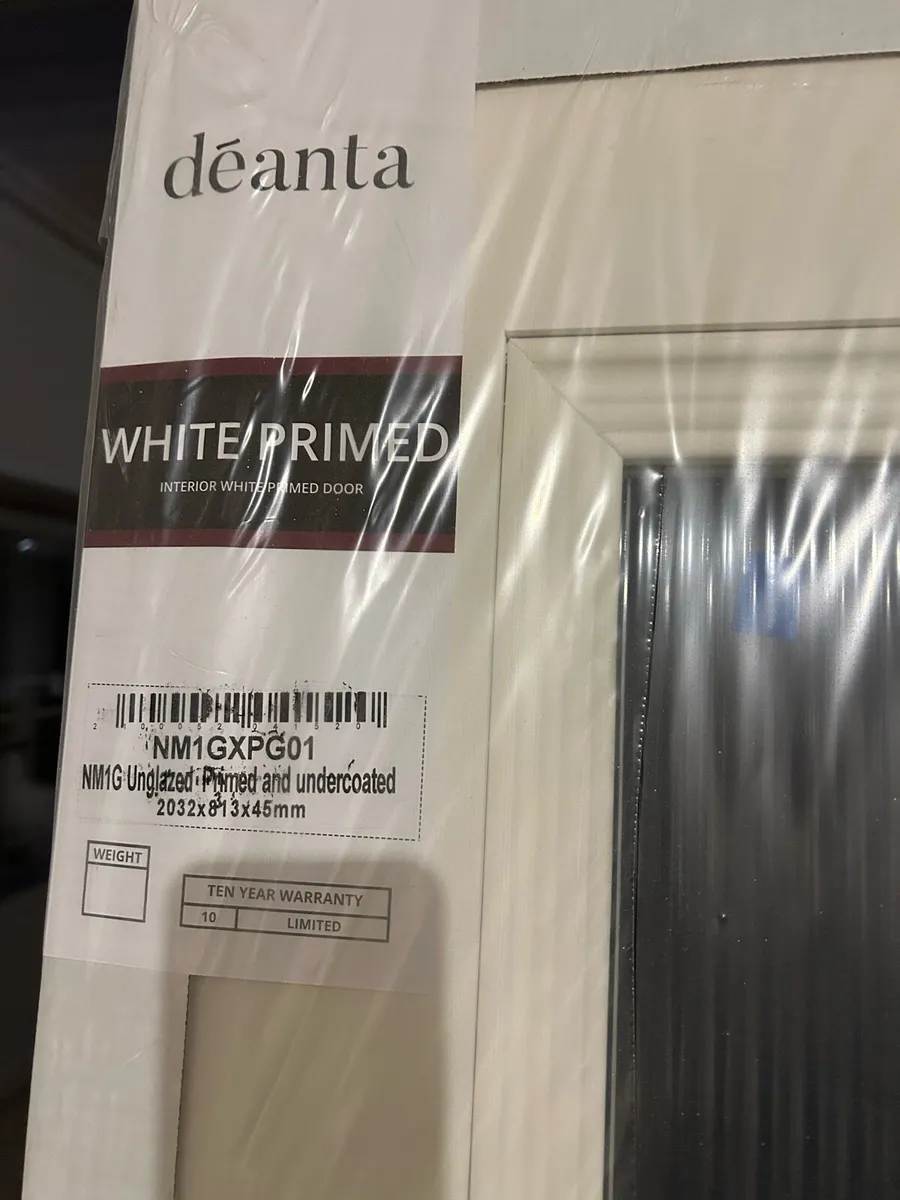 dēanta
WHITE PRIMED
INTERIOR WHITE PRIMED DOOR
NM1GXPG01
NM1G Unglazed Primed and undercoated
2032x813x45mm
WEIGHT
TEN YEAR WARRANTY
10 LIMITED